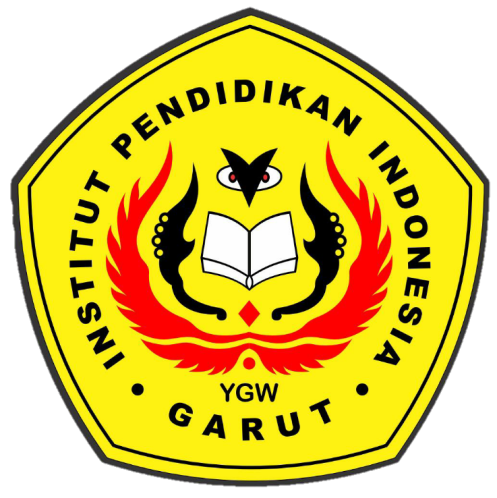 INSTITUT PENDIDIKAN INDONESIA
YGW
• GARUT •